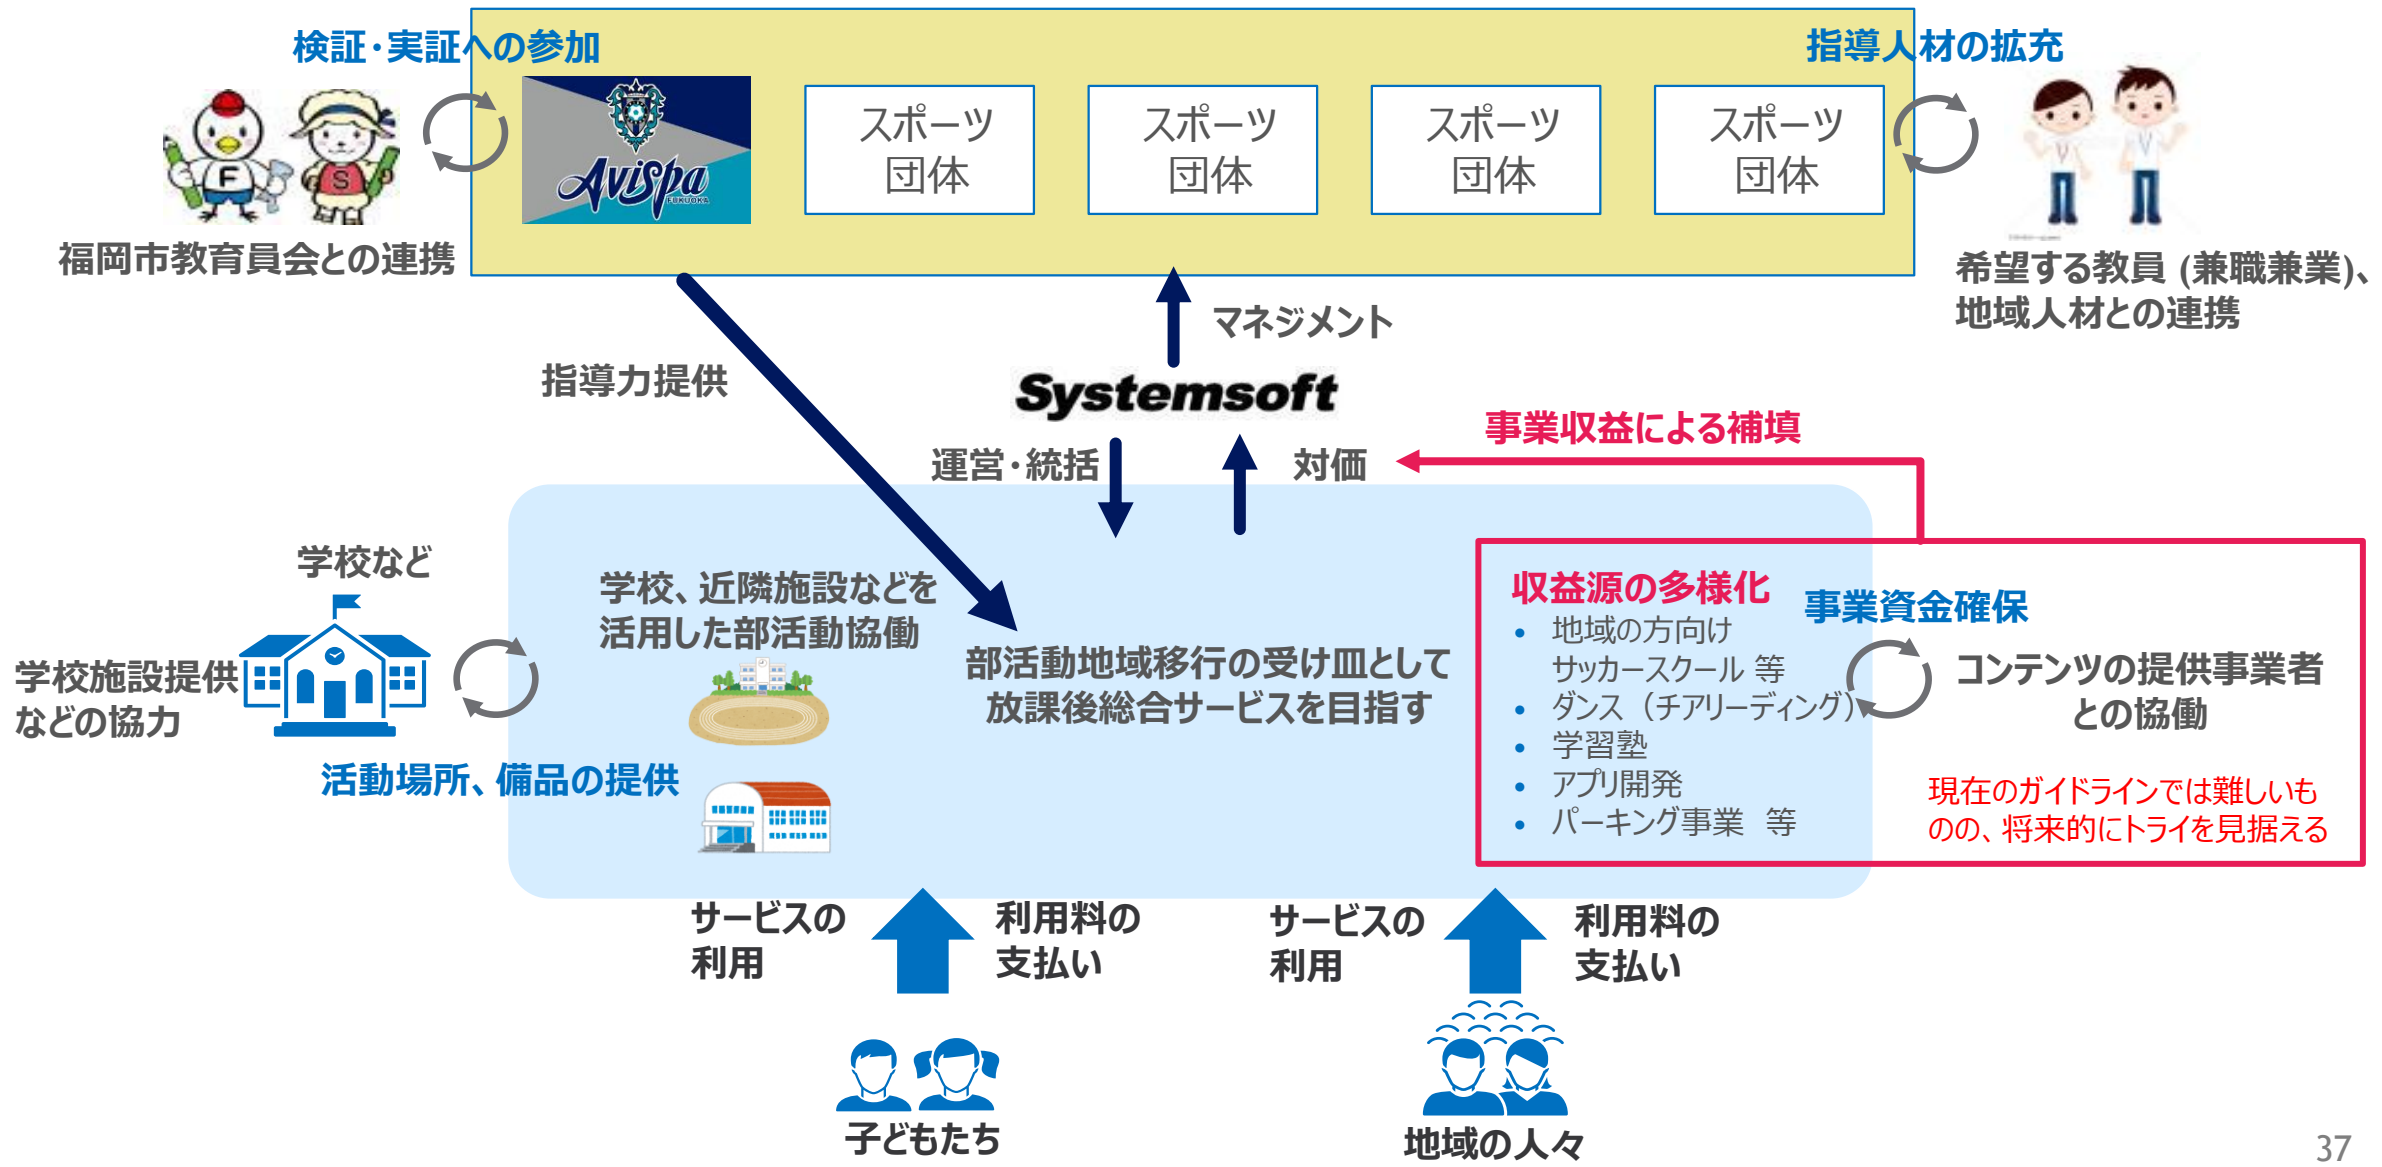 検証・実証への参加
指導人材の拡充
F
S
AviSpa
FUKUOKA
スポーツ
団体
スポーツ
団体
スポーツ
団体
スポーツ
団体
福岡市教育員会との連携
希望する教員 (兼職兼業)、
地域人材との連携
マネジメント
指導力提供
Systemsoft
事業収益による補填
運営・統括
対価
学校など
学校施設提供
などの協力
学校、近隣施設などを
活用した部活動協働
活動場所、備品の提供
部活動地域移行の受け皿として
放課後総合サービスを目指す
収益源の多様化
• 地域の方向け
サッカースクール 等
• ダンス（チアリーディング）
• 学習塾
• アプリ開発
• パーキング事業　等
事業資金確保
コンテンツの提供事業者
との協働
現在のガイドラインでは難しいも
のの、将来的にトライを見据える
サービスの
利用
利用料の
支払い
サービスの
利用
利用料の
支払い
子どもたち
地域の人々
37